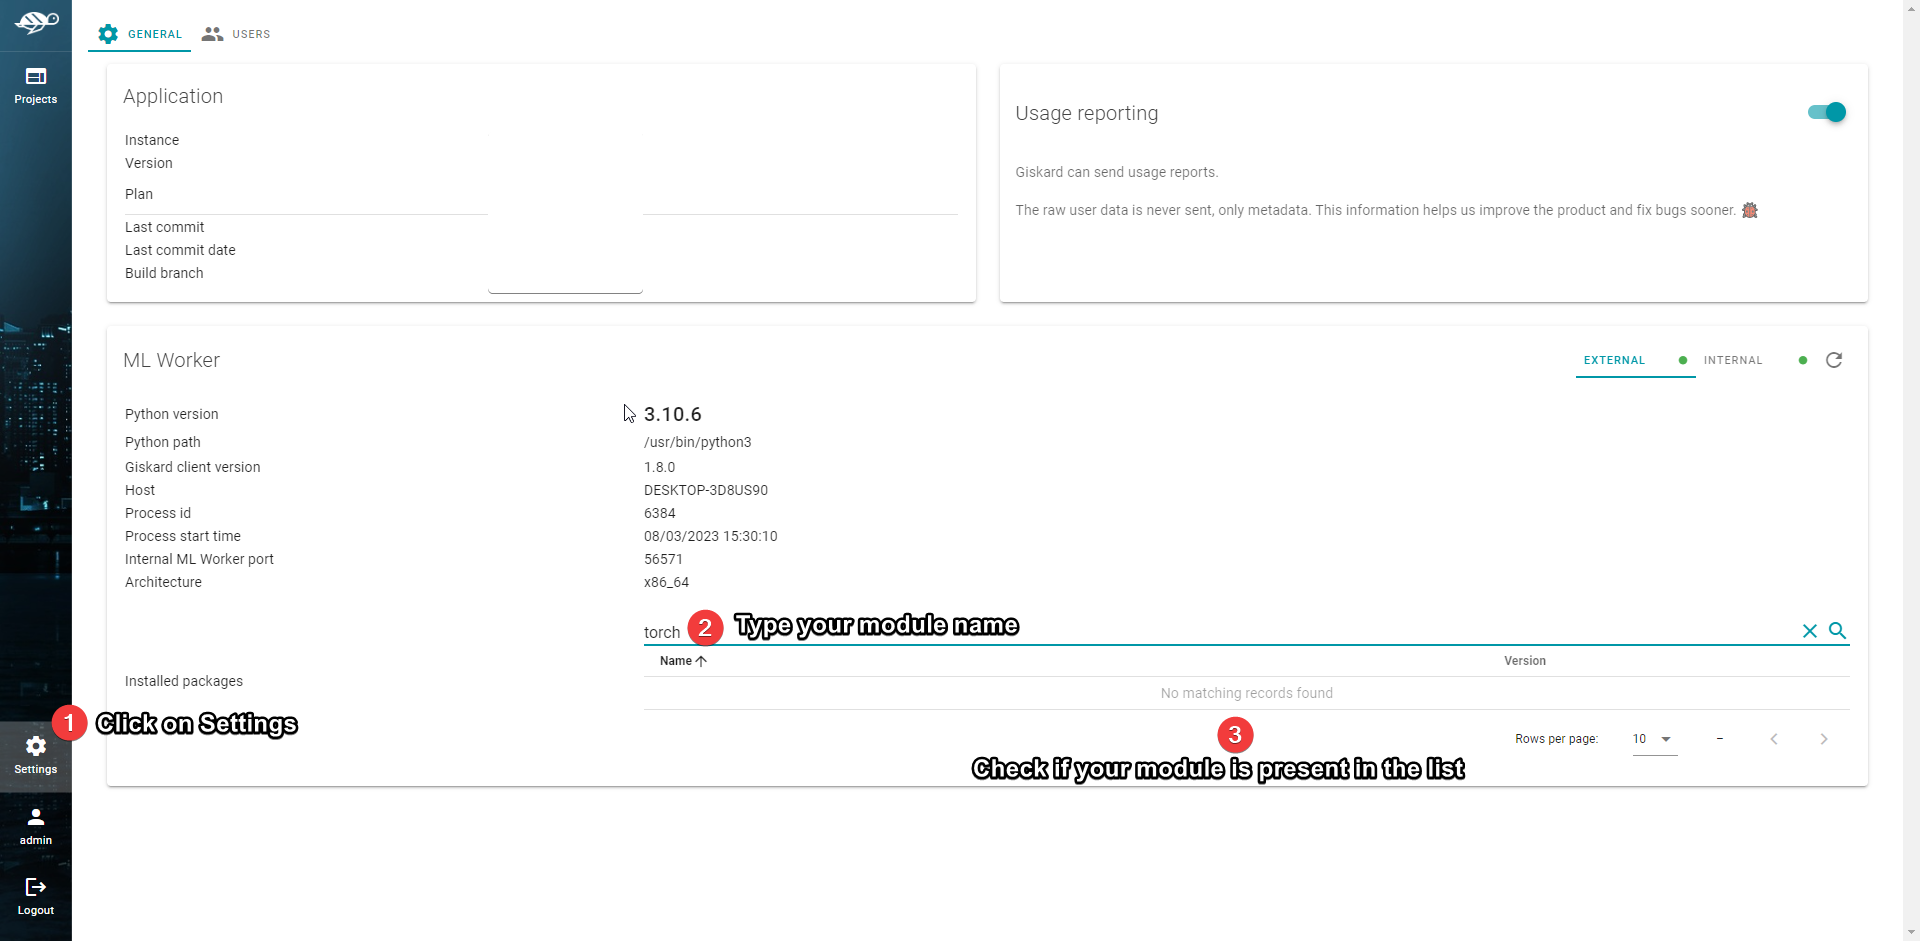 GENERAL
USERS
Projects
Application
Instance
Version
Plan
Last commit
Last commit date
Build branch
Usage reporting
Giskard can send usage reports.
The raw user data is never sent, only metadata. This information helps us improve the product and fix bugs sooner.
ML Worker
EXTERNAL
INTERNAL
Python version 3.10.6
Python path /usr/bin/python3
Giskard client version 1.8.0
Host DESKTOP-3D8US90
Process id 6384
Process start time 08/03/2023 15:30:10
Internal ML Worker port 56571
Architecture x86_64
torch 2 Type your module name
Name Version
Installed packages
No matching records found
1 Click on Settings
3
Rows per page: 10 –
Check if your module is present in the list
Settings
admin
Logout